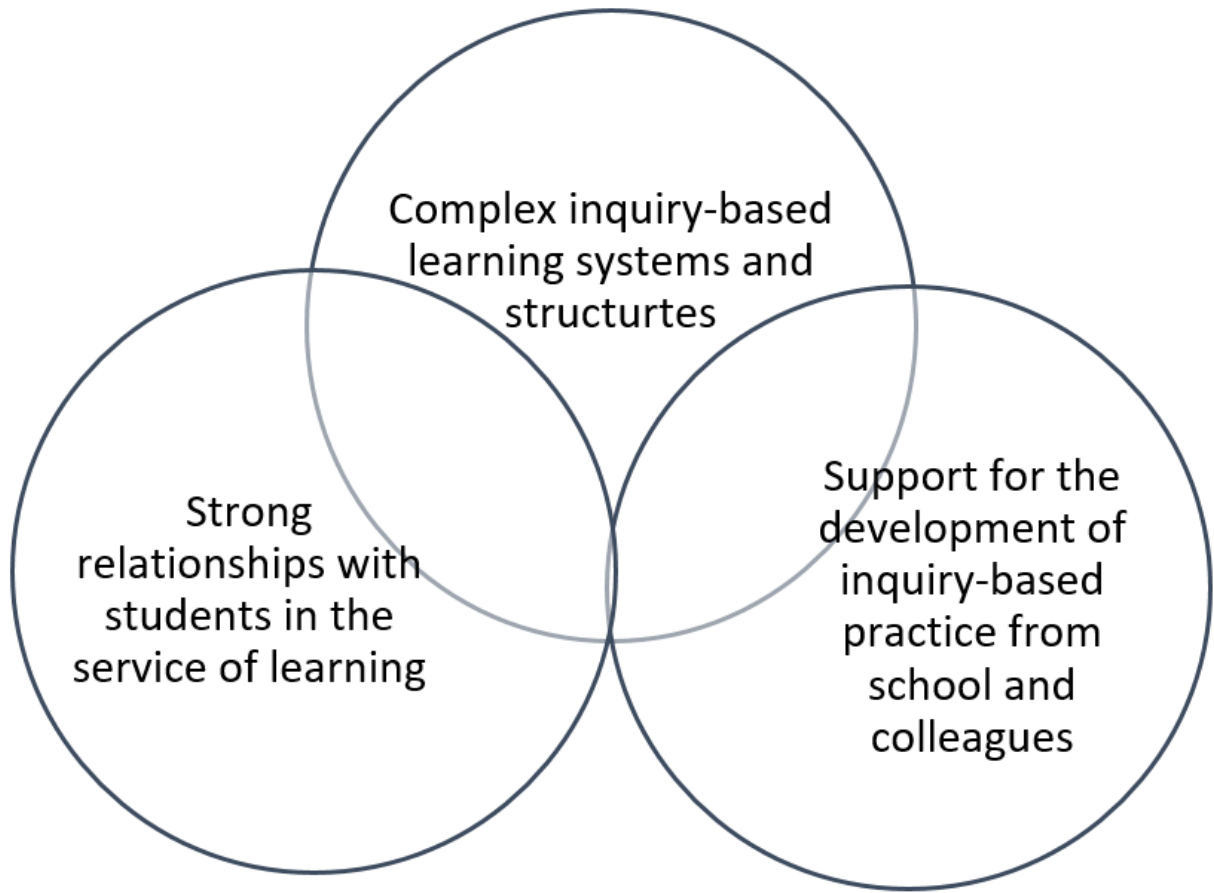 Complex inquiry-based
learning systems and
structurtes
Strong
relationships with
students in the
service of learning
Support for the
development of
inquiry-based
practice from
school and
colleagues